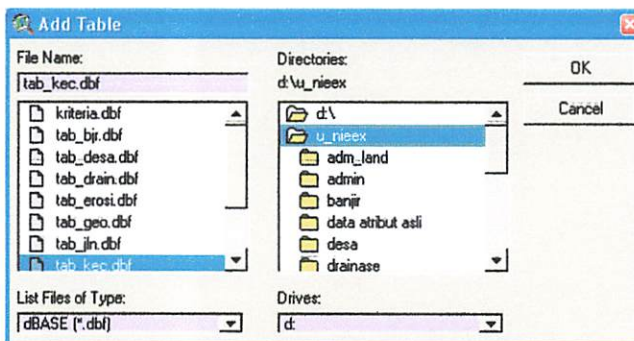 Add Table
File Name:
tab_kec.dbf
kriteria.dbf
tab_bjr.dbf
tab_desa.dbf
tab_drain.dbf
tab_erosi.dbf
tab_geo.dbf
tab_jln.dbf
tab_kec.dbf
List Files of Type:
dBASE (*.dbf)
Directories:
d:\u_nieex
d:\
u_nieex
adm_land
admin
banjir
data atribut asli
desa
drainase
Drives:
d:
OK
Cancel